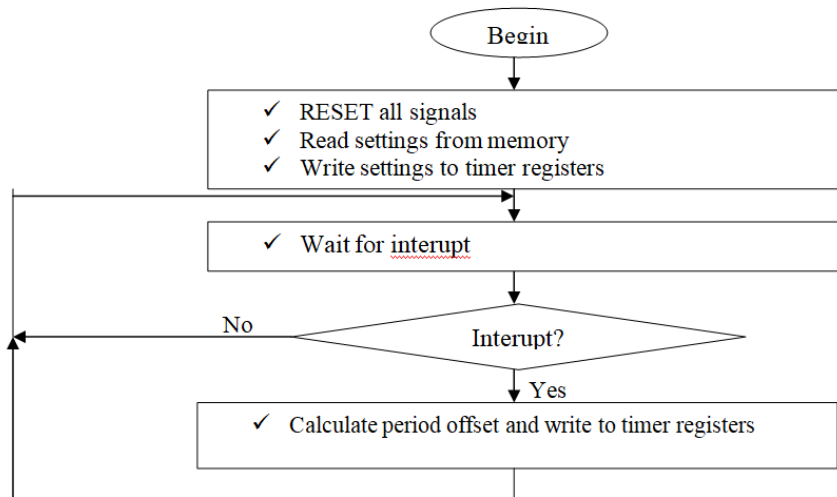 Begin
✓ RESET all signals
✓ Read settings from memory
✓ Write settings to timer registers
✓ Wait for interupt
No
Interupt?
Yes
✓ Calculate period offset and write to timer registers